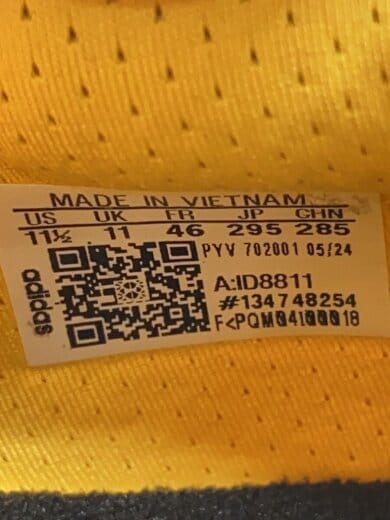 MADE IN VIETNAM
US UK FR JP CHN
11½ 11 46 295 285
PYV 702001 05/24
A:ID8811
#134748254
F<PQM04I00018
adidas